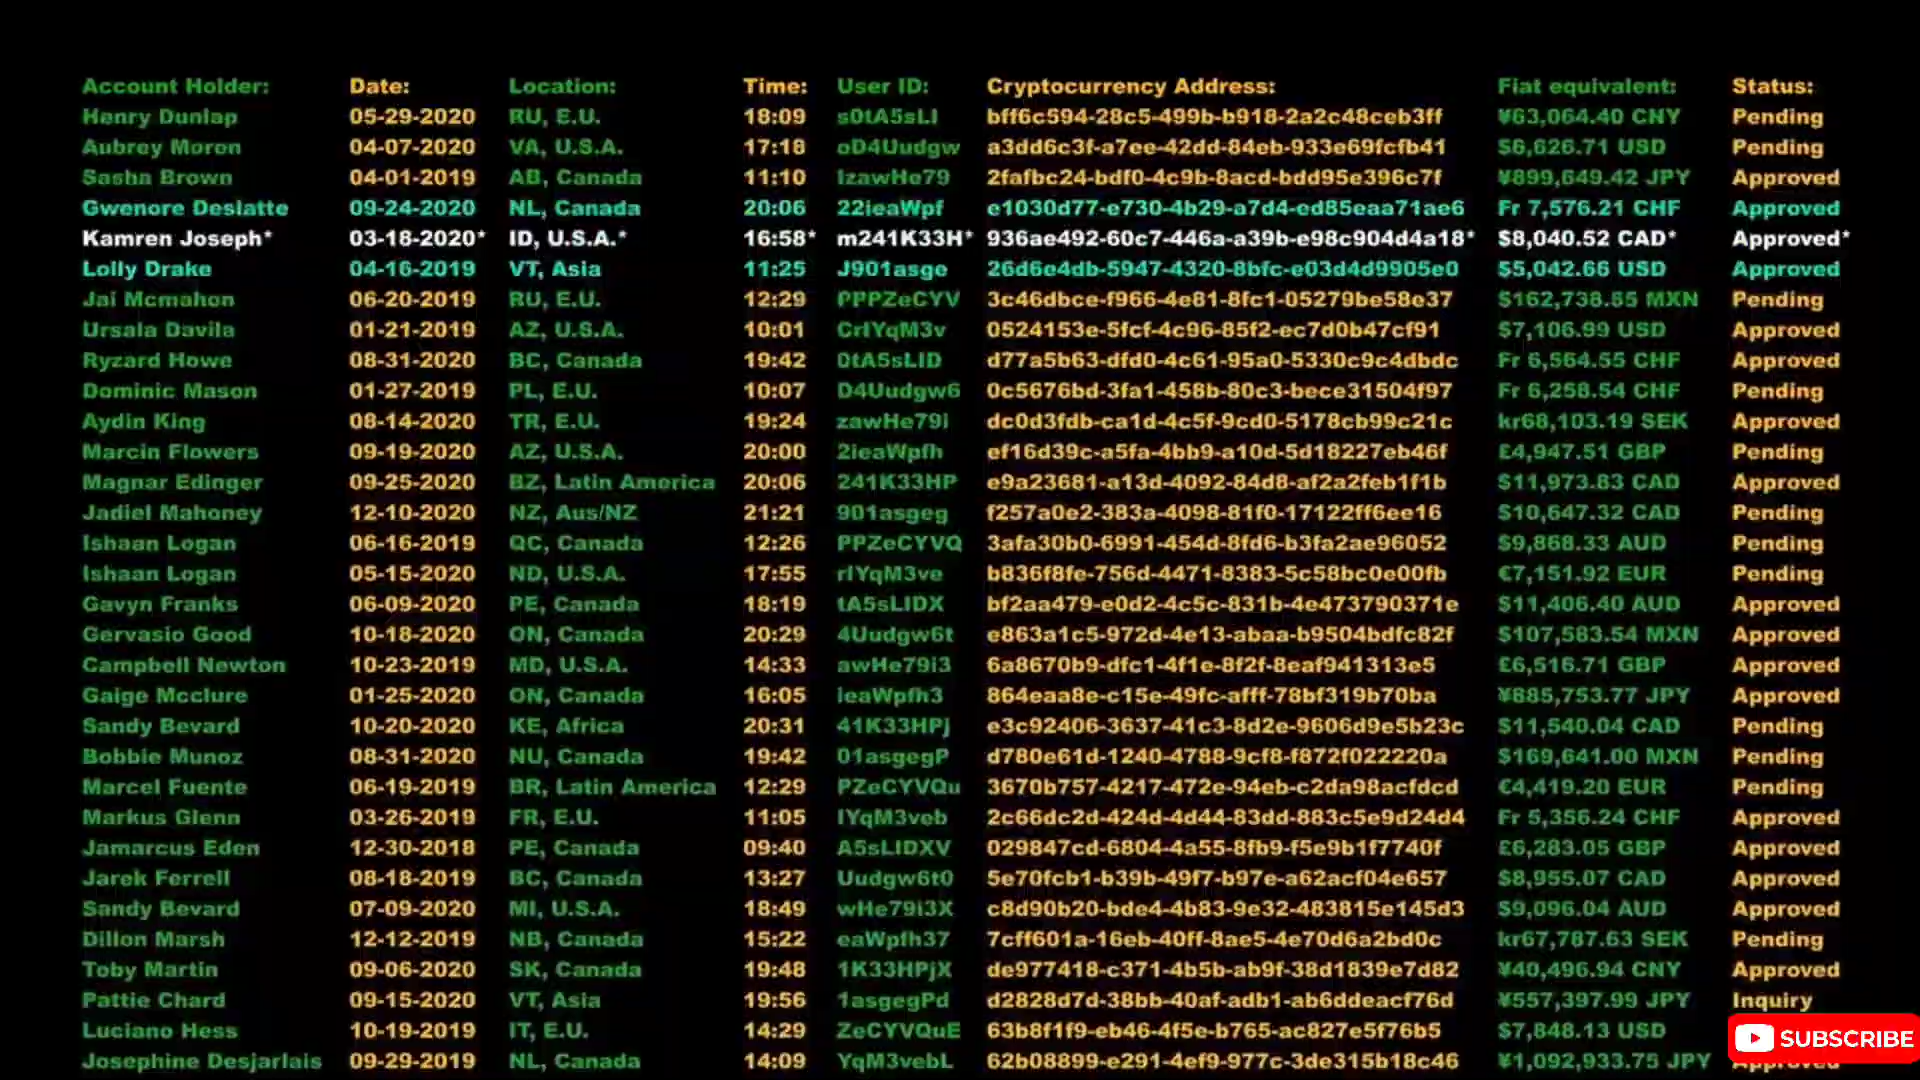 Account Holder: Date: Location: Time: User ID: Cryptocurrency Address: Fiat equivalent: Status:
Henry Dunlap 05-29-2020 RU, E.U. 18:09 s0tA5sLI bff6c594-28c5-499b-b918-2a2c48ceb3ff ¥63,064.40 CNY Pending
Aubrey Moron 04-07-2020 VA, U.S.A. 17:18 oD4Uudgw a3dd6c3f-a7ee-42dd-84eb-933e69fcfb41 $6,626.71 USD Pending
Sasha Brown 04-01-2019 AB, Canada 11:10 IzawHe79 2fafbc24-bdf0-4c9b-8acd-bdd95e396c7f ¥899,649.42 JPY Approved
Gwenore Deslatte 09-24-2020 NL, Canada 20:06 22ieaWpf e1030d77-e730-4b29-a7d4-ed85eaa71ae6 Fr 7,576.21 CHF Approved
Kamren Joseph* 03-18-2020* ID, U.S.A.* 16:58* m241K33H* 936ae492-60c7-446a-a39b-e98c904d4a18* $8,040.52 CAD* Approved*
Lolly Drake 04-16-2019 VT, Asia 11:25 J901asge 26d6e4db-5947-4320-8bfc-e03d4d9905e0 $5,042.66 USD Approved
Jai Mcmahon 06-20-2019 RU, E.U. 12:29 PPPZeCYV 3c46dbce-f966-4e81-8fc1-05279be58e37 $162,738.85 MXN Pending
Ursala Davila 01-21-2019 AZ, U.S.A. 10:01 CrIYqM3v 0524153e-5fcf-4c96-85f2-ec7d0b47cf91 $7,106.99 USD Approved
Ryzard Howe 08-31-2020 BC, Canada 19:42 0tA5sLID d77a5b63-dfd0-4c61-95a0-5330c9c4dbdc Fr 6,564.55 CHF Approved
Dominic Mason 01-27-2019 PL, E.U. 10:07 D4Uudgw6 0c5676bd-3fa1-458b-80c3-bece31504f97 Fr 6,258.54 CHF Pending
Aydin King 08-14-2020 TR, E.U. 19:24 zawHe79i dc0d3fdb-ca1d-4c5f-9cd0-5178cb99c21c kr68,103.19 SEK Approved
Marcin Flowers 09-19-2020 AZ, U.S.A. 20:00 2ieaWpfh ef16d39c-a5fa-4bb9-a10d-5d18227eb46f £4,947.51 GBP Pending
Magnar Edinger 09-25-2020 BZ, Latin America 20:06 241K33HP e9a23681-a13d-4092-84d8-af2a2feb1f1b $11,973.83 CAD Approved
Jadiel Mahoney 12-10-2020 NZ, Aus/NZ 21:21 901asgeg f257a0e2-383a-4098-81f0-17122ff6ee16 $10,647.32 CAD Pending
Ishaan Logan 06-16-2019 QC, Canada 12:26 PPZeCYVQ 3afa30b0-6991-454d-8fd6-b3fa2ae96052 $9,868.33 AUD Pending
Ishaan Logan 05-15-2020 ND, U.S.A. 17:55 rIYqM3ve b836f8fe-756d-4471-8383-5c58bc0e00fb €7,151.92 EUR Pending
Gavyn Franks 06-09-2020 PE, Canada 18:19 tA5sLIDX bf2aa479-e0d2-4c5c-831b-4e473790371e $11,406.40 AUD Approved
Gervasio Good 10-18-2020 ON, Canada 20:29 4Uudgw6t e863a1c5-972d-4e13-abaa-b9504bdfc82f $107,583.54 MXN Approved
Campbell Newton 10-23-2019 MD, U.S.A. 14:33 awHe79i3 6a8670b9-dfc1-4f1e-8f2f-8eaf941313e5 £6,516.71 GBP Approved
Gaige Mcclure 01-25-2020 ON, Canada 16:05 ieaWpfh3 864eaa8e-c15e-49fc-afff-78bf319b70ba ¥885,753.77 JPY Approved
Sandy Bevard 10-20-2020 KE, Africa 20:31 41K33HPj e3c92406-3637-41c3-8d2e-9606d9e5b23c $11,540.04 CAD Pending
Bobbie Munoz 08-31-2020 NU, Canada 19:42 01asgegP d780e61d-1240-4788-9cf8-f872f022220a $169,641.00 MXN Pending
Marcel Fuente 06-19-2019 BR, Latin America 12:29 PZeCYVQu 3670b757-4217-472e-94eb-c2da98acfdcd €4,419.20 EUR Pending
Markus Glenn 03-26-2019 FR, E.U. 11:05 IYqM3veb 2c66dc2d-424d-4d44-83dd-883c5e9d24d4 Fr 5,356.24 CHF Approved
Jamarcus Eden 12-30-2018 PE, Canada 09:40 A5sLIDXV 029847cd-6804-4a55-8fb9-f5e9b1f7740f £6,283.05 GBP Approved
Jarek Ferrell 08-18-2019 BC, Canada 13:27 Uudgw6t0 5e70fcb1-b39b-49f7-b97e-a62acf04e657 $8,955.07 CAD Approved
Sandy Bevard 07-09-2020 MI, U.S.A. 18:49 wHe79i3X c8d90b20-bde4-4b83-9e32-483815e145d3 $9,096.04 AUD Approved
Dillon Marsh 12-12-2019 NB, Canada 15:22 eaWpfh37 7cff601a-16eb-40ff-8ae5-4e70d6a2bd0c kr67,787.63 SEK Pending
Toby Martin 09-06-2020 SK, Canada 19:48 1K33HPjX de977418-c371-4b5b-ab9f-38d1839e7d82 ¥40,496.94 CNY Approved
Pattie Chard 09-15-2020 VT, Asia 19:56 1asgegPd d2828d7d-38bb-40af-adb1-ab6ddeacf76d ¥557,397.99 JPY Inquiry
Luciano Hess 10-19-2019 IT, E.U. 14:29 ZeCYVQuE 63b8f1f9-eb46-4f5e-b765-ac827e5f76b5 $7,848.13 USD
SUBSCRIBE
Josephine Desjarlais 09-29-2019 NL, Canada 14:09 YqM3vebL 62b08899-e291-4ef9-977c-3de315b18c46 ¥1,092,933.75 JPY Approved